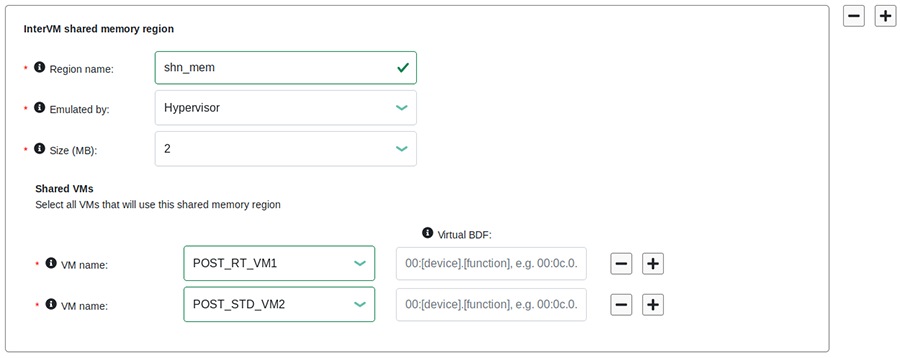 InterVM shared memory region
* Region name: shn_mem
* Emulated by: Hypervisor
* Size (MB): 2
Shared VMs
Select all VMs that will use this shared memory region
Virtual BDF:
* VM name: POST_RT_VM1 00:[device].[function], e.g. 00:0c.0.
* VM name: POST_STD_VM2 00:[device].[function], e.g. 00:0c.0.